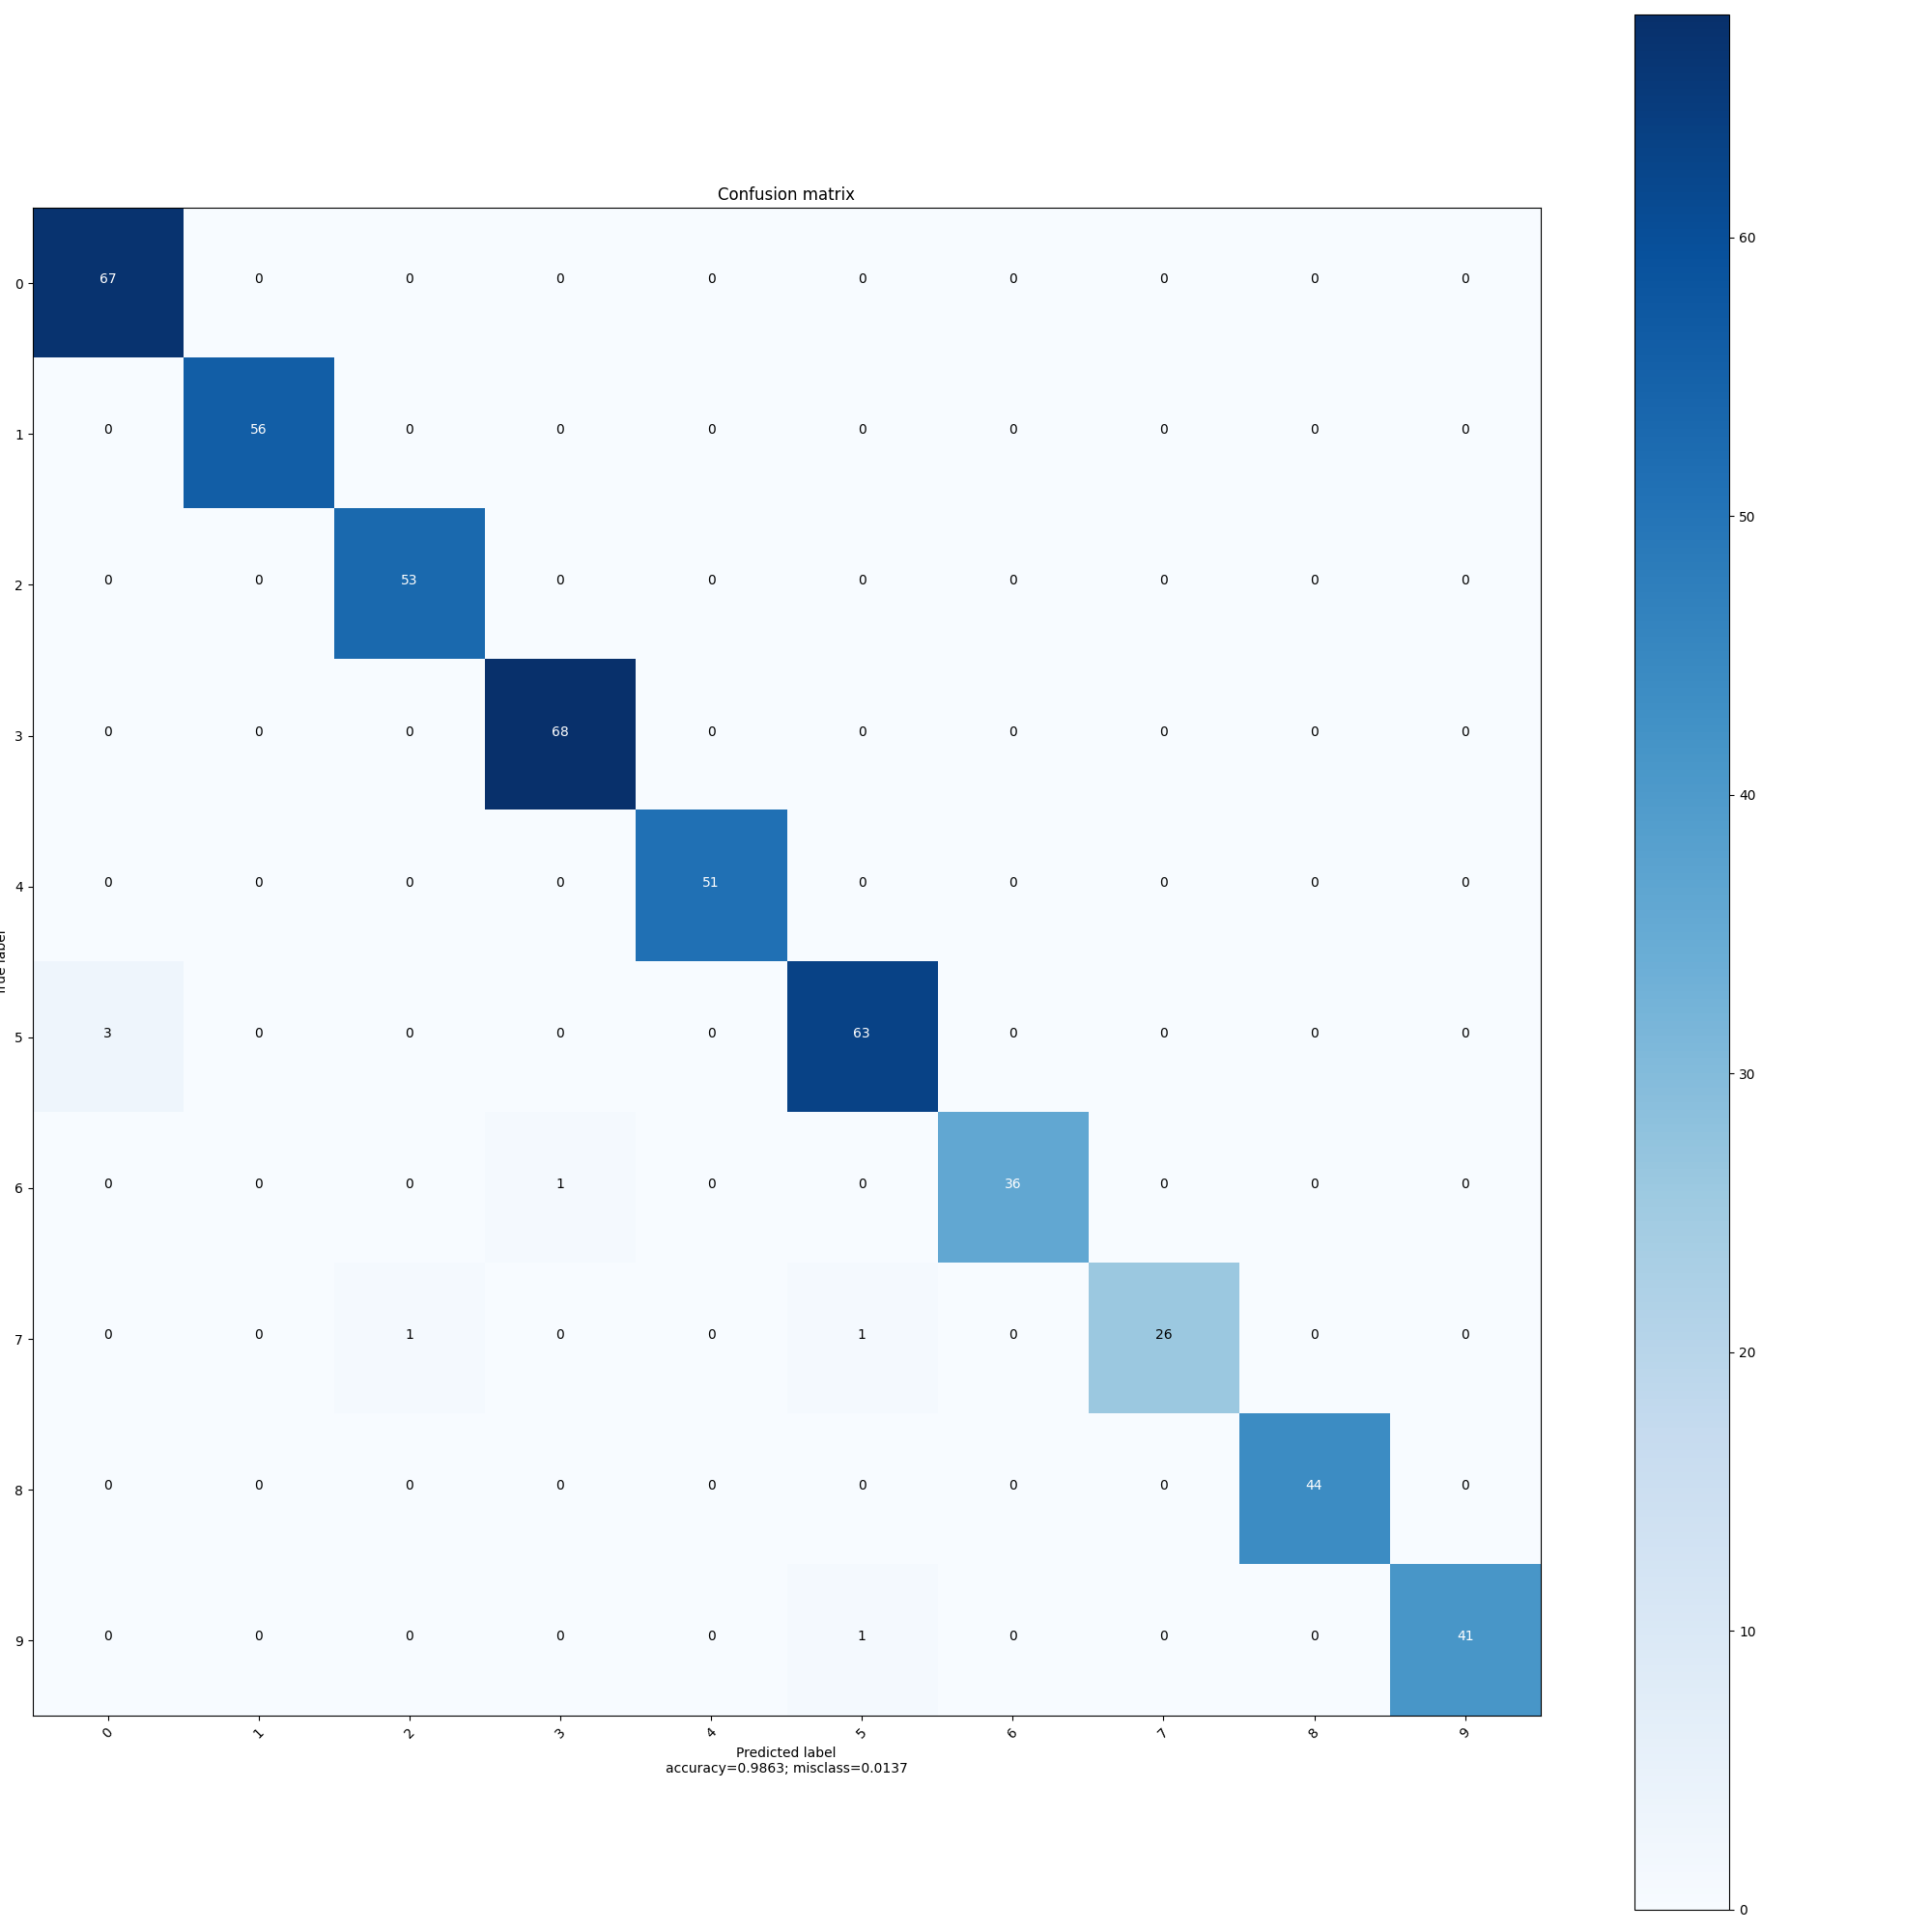 Confusion matrix
0 67 0 0 0 0 0 0 0 0 0
1 0 56 0 0 0 0 0 0 0 0
2 0 0 53 0 0 0 0 0 0 0
3 0 0 0 68 0 0 0 0 0 0
4 0 0 0 0 51 0 0 0 0 0
5 3 0 0 0 0 63 0 0 0 0
6 0 0 0 1 0 0 36 0 0 0
7 0 0 1 0 0 1 0 26 0 0
8 0 0 0 0 0 0 0 0 44 0
9 0 0 0 0 0 1 0 0 0 41
0 1 2 3 4 5 6 7 8 9
True label
Predicted label
accuracy=0.9863; misclass=0.0137
60
50
40
30
20
10
0